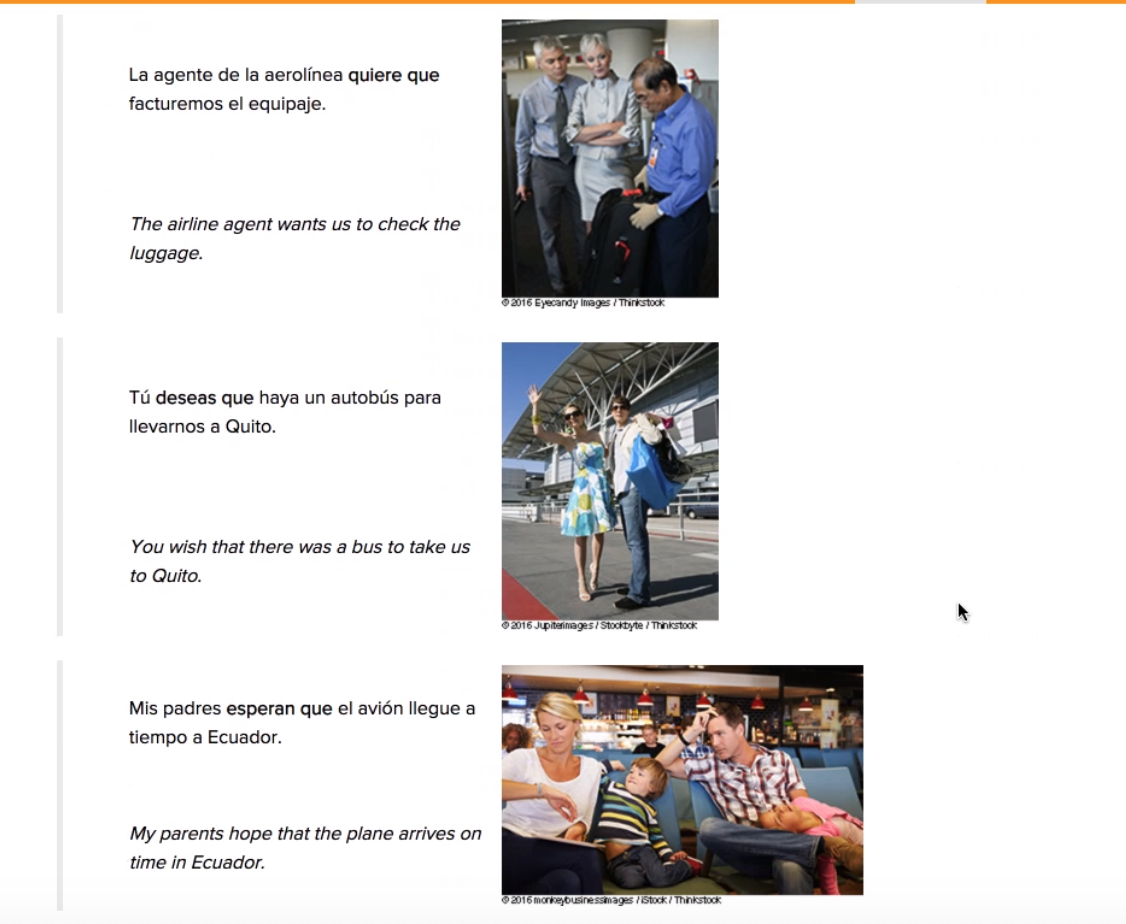 La agente de la aerolínea quiere que
facturemos el equipaje.
The airline agent wants us to check the
luggage.
© 2016 Eyecandy Images / Thinkstock
Tú deseas que haya un autobús para
llevarnos a Quito.
You wish that there was a bus to take us
to Quito.
© 2016 Jupiterimages / Stockbyte / Thinkstock
Mis padres esperan que el avión llegue a
tiempo a Ecuador.
My parents hope that the plane arrives on
time in Ecuador.
© 2016 monkeybusinessimages / iStock / Thinkstock